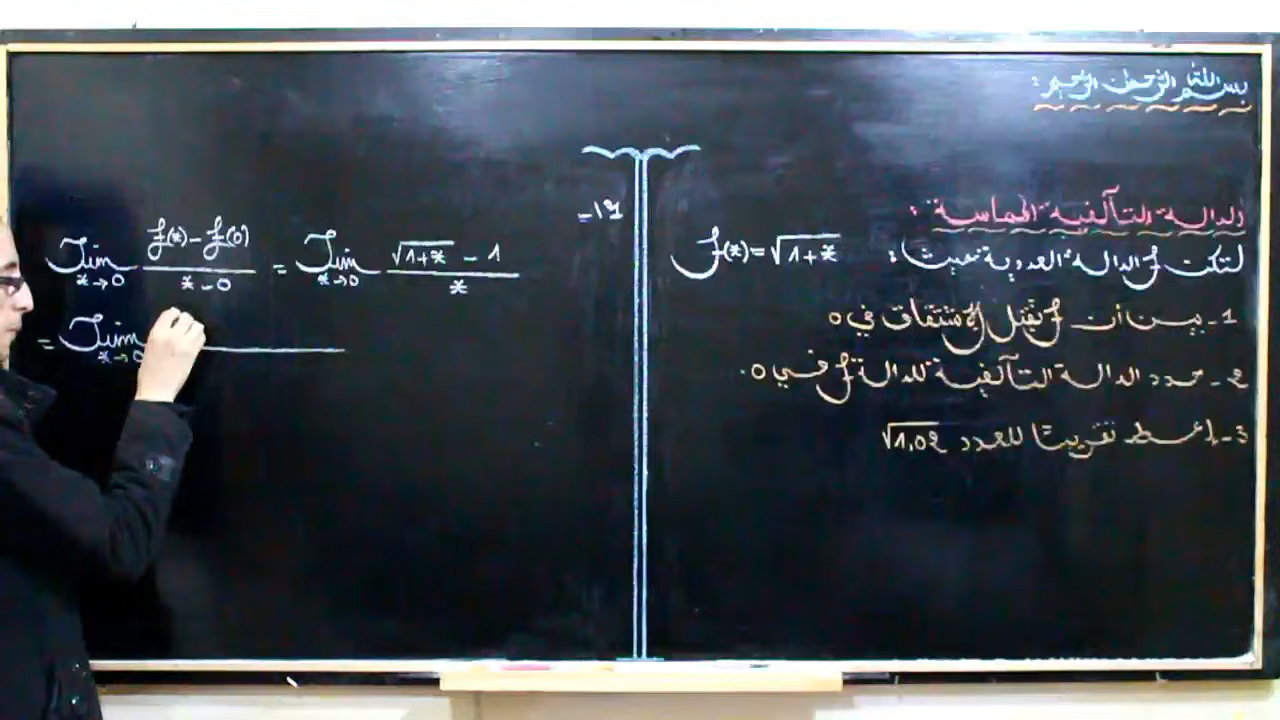 بسم الله الرحمن الرحيم :
الدالة التآلفية المماسة :
لتكن f الدالة العددية بحيث : f(x) = √1+x
1- بين أن f تقبل الاشتقاق في 0
2- حدد الدالة التآلفية للدالة f في 0.
3- إعط تقريبا للعدد √1,02
-1
Lim x→0 f(x) - f(0) / x - 0 = Lim x→0 √1+x - 1 / x
= Lim x→0